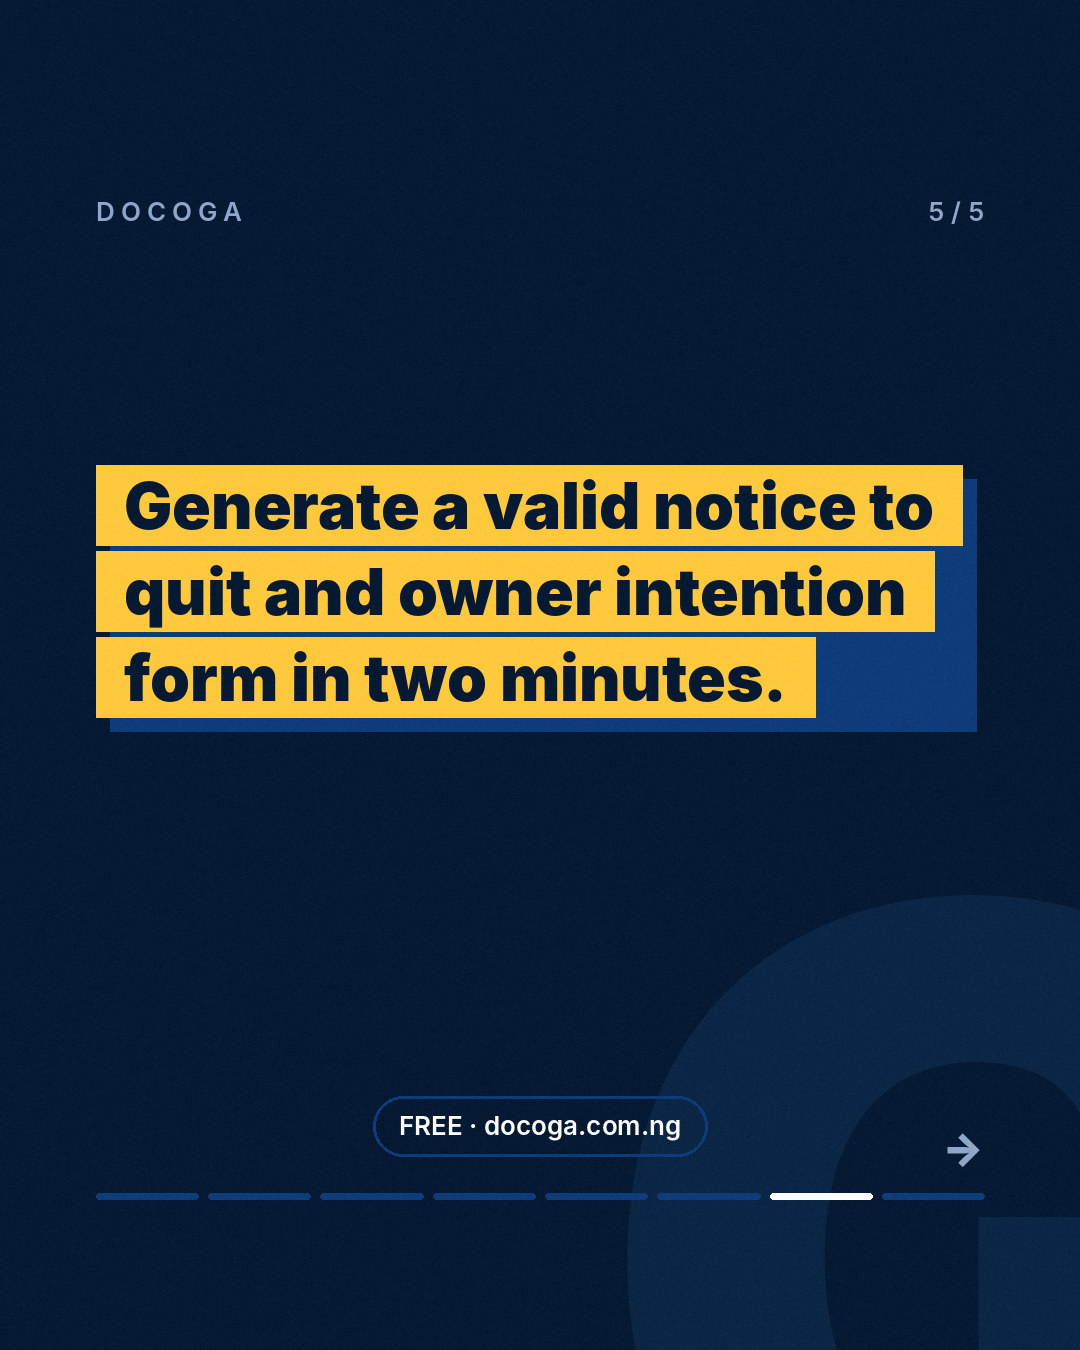 DOCOGA
5 / 5
Generate a valid notice to
quit and owner intention
form in two minutes.
FREE · docoga.com.ng